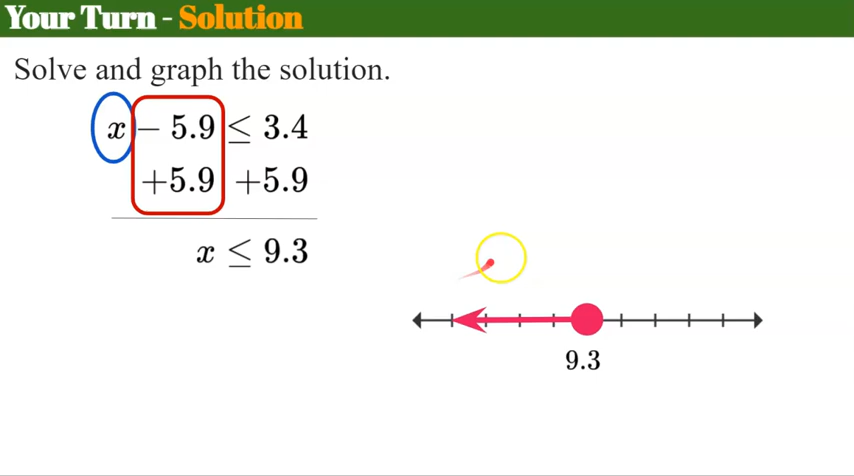 Your Turn - Solution
Solve and graph the solution.
x − 5.9 ≤ 3.4
+5.9 +5.9
x ≤ 9.3
9.3